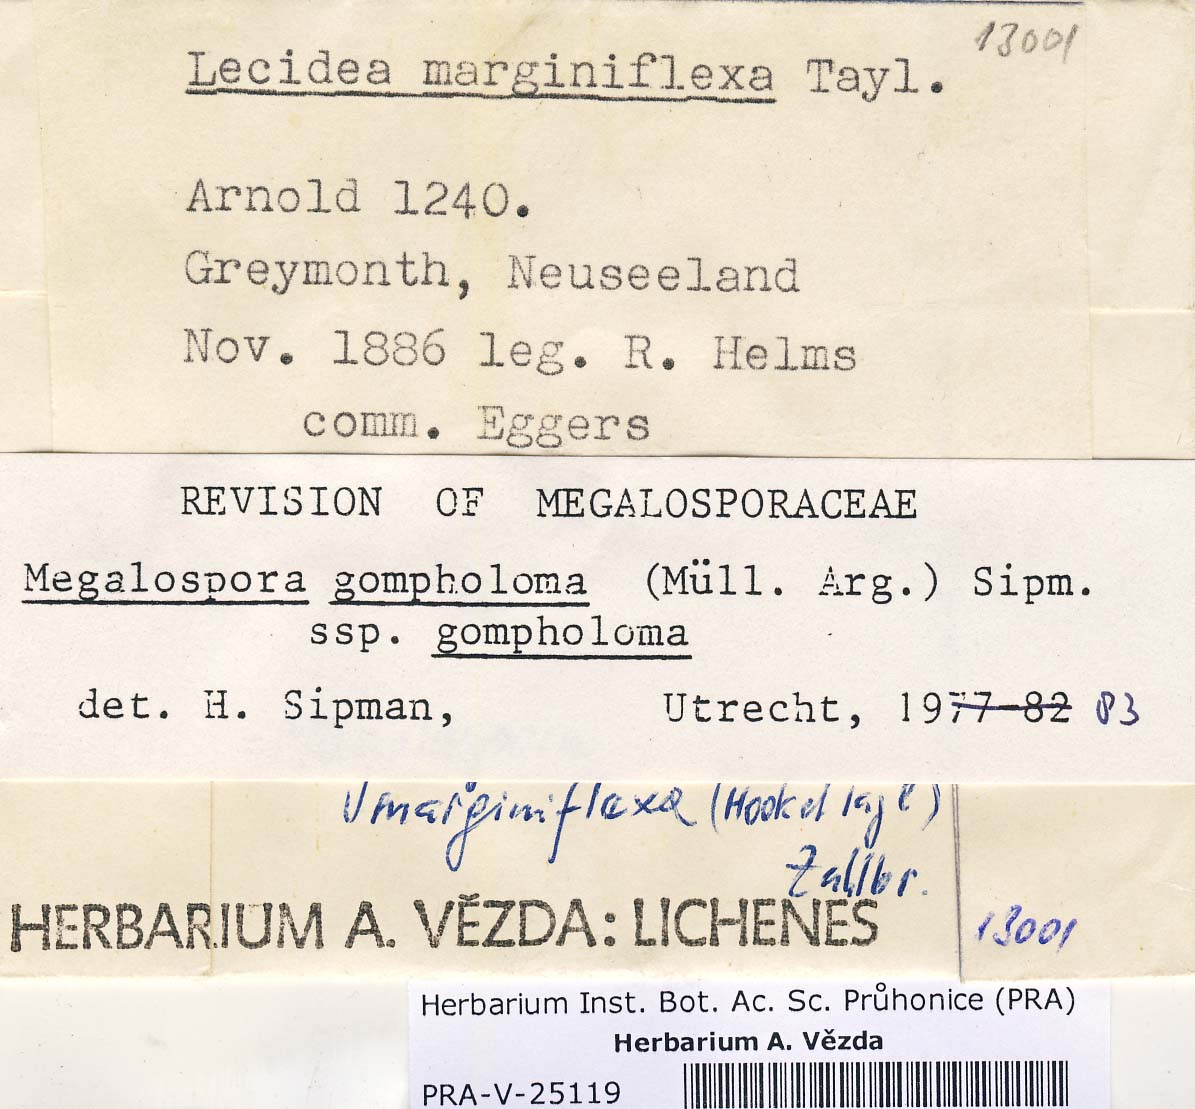 13001
Lecidea marginiflexa Tayl.
Arnold 1240.
Greymonth, Neuseeland
Nov. 1886 leg. R. Helms
comm. Eggers
REVISION OF MEGALOSPORACEAE
Megalospora gompholoma (Müll. Arg.) Sipm.
ssp. gompholoma
det. H. Sipman, Utrecht, 1977-82 83
marginiflexa (Hook et Tayl)
Zahlbr.
HERBARIUM A. VĚZDA: LICHENES
13001
Herbarium Inst. Bot. Ac. Sc. Průhonice (PRA)
Herbarium A. Vězda
PRA-V-25119